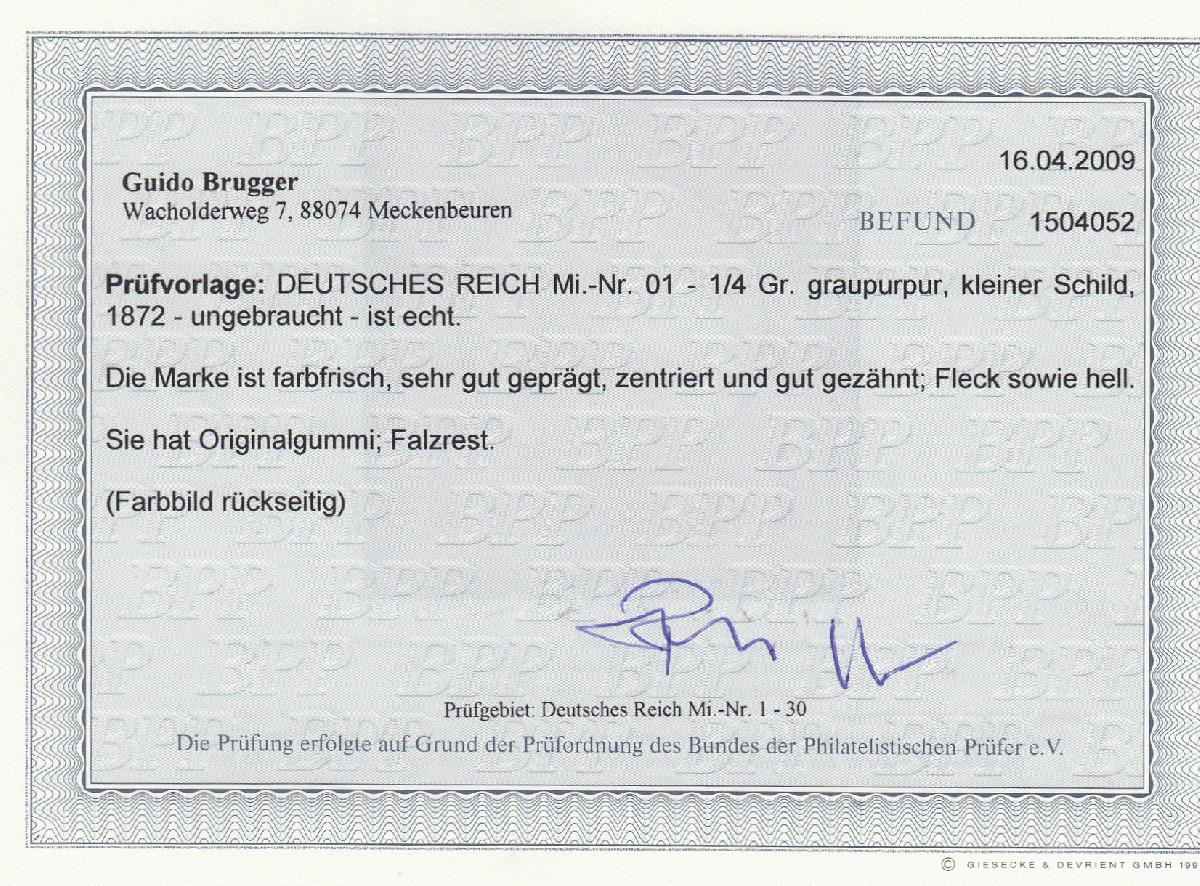 16.04.2009
Guido Brugger
Wacholderweg 7, 88074 Meckenbeuren
BEFUND 1504052
Prüfvorlage: DEUTSCHES REICH Mi.-Nr. 01 - 1/4 Gr. graupurpur, kleiner Schild,
1872 - ungebraucht - ist echt.
Die Marke ist farbfrisch, sehr gut geprägt, zentriert und gut gezähnt; Fleck sowie hell.
Sie hat Originalgummi; Falzrest.
(Farbbild rückseitig)
Prüfgebiet: Deutsches Reich Mi.-Nr. 1 - 30
Die Prüfung erfolgte auf Grund der Prüfordnung des Bundes der Philatelistischen Prüfer e.V.
© GIESECKE & DEVRIENT GMBH 199